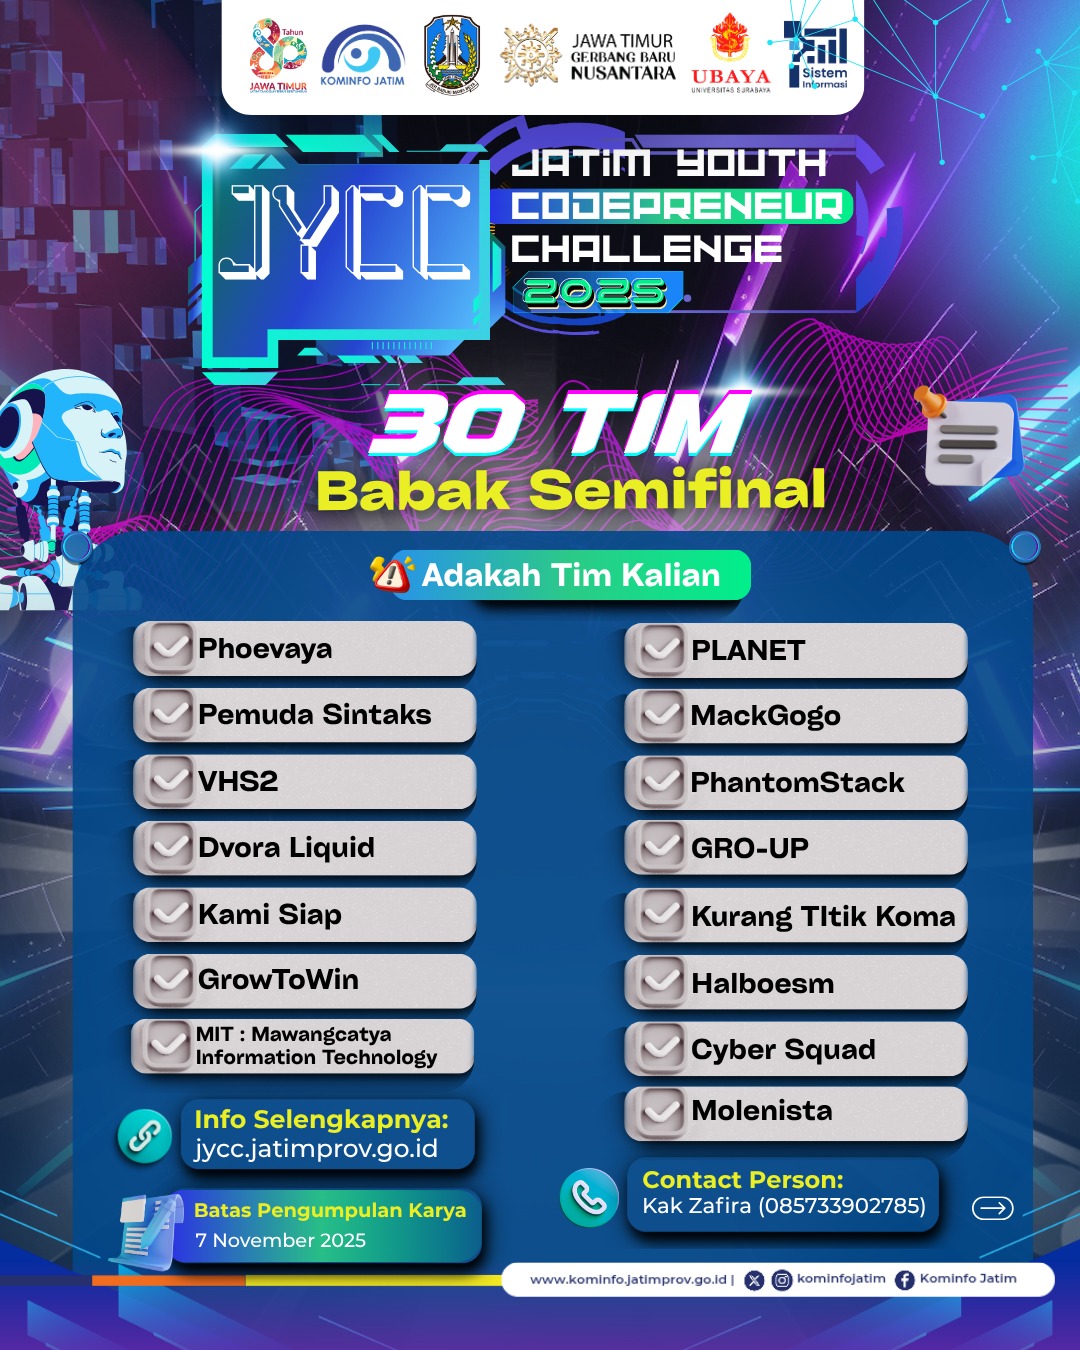 80 Tahun
JAWA TIMUR
KOMINFO JATIM
JAWA TIMUR
GERBANG BARU
NUSANTARA
UBAYA
UNIVERSITAS SURABAYA
Sistem
Informasi
JYCC
JATIM YOUTH
CODEPRENEUR
CHALLENGE
2025
30 TIM
Babak Semifinal
Adakah Tim Kalian
Phoevaya
Pemuda Sintaks
VHS2
Dvora Liquid
Kami Siap
GrowToWin
MIT : Mawangcatya
Information Technology
PLANET
MackGogo
PhantomStack
GRO-UP
Kurang TItik Koma
Halboesm
Cyber Squad
Molenista
Info Selengkapnya:
jycc.jatimprov.go.id
Batas Pengumpulan Karya
7 November 2025
Contact Person:
Kak Zafira (085733902785)
www.kominfo.jatimprov.go.id | kominfojatim Kominfo Jatim